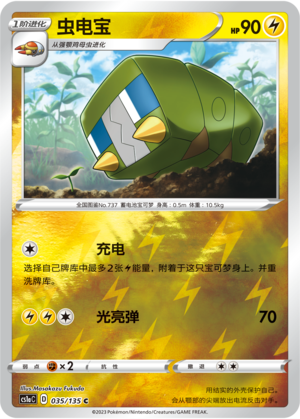 1阶进化
虫电宝
HP90
从强颚鸡母虫进化
全国图鉴No.737 蓄电池宝可梦 身高：0.5m 体重：10.5kg
充电
选择自己牌库中最多2张能量，附着于这只宝可梦身上。并重洗牌库。
光亮弹 70
弱点 ×2 抵抗力 撤退
Illus. Masakazu Fukuda
用结实的外壳保护自己。
会从颚部的尖端放出电流反击对手。
CS1aC D 035/135 C
©2023 Pokémon/Nintendo/Creatures/GAME FREAK.